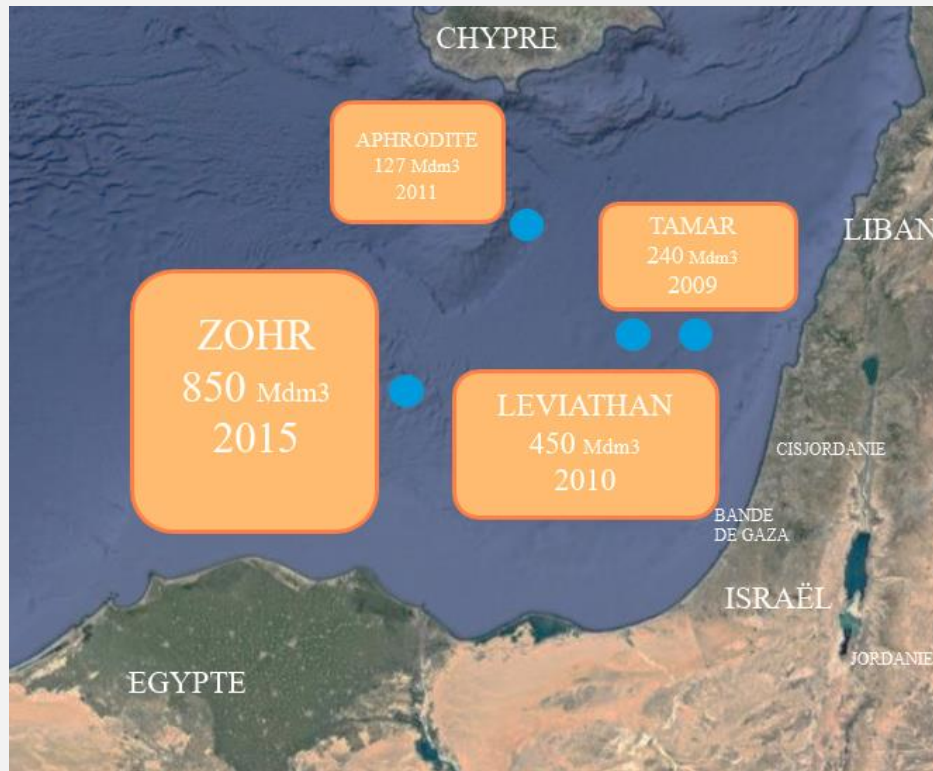 CHYPRE
APHRODITE
127 Mdm3
2011
TAMAR
240 Mdm3
2009
LIBAN
ZOHR
850 Mdm3
2015
LEVIATHAN
450 Mdm3
2010
CISJORDANIE
BANDE
DE GAZA
ISRAËL
JORDANIE
EGYPTE